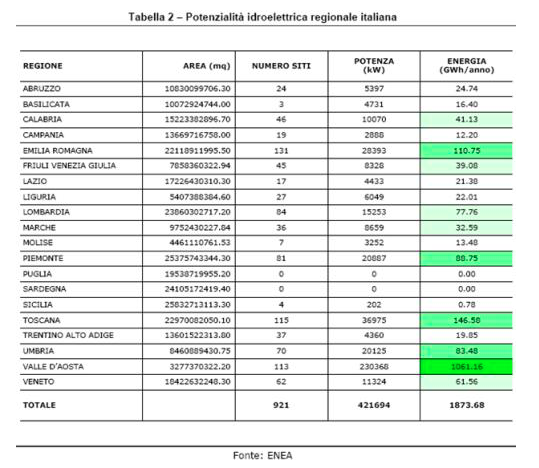 Tabella 2 – Potenzialità idroelettrica regionale italiana
REGIONE AREA (mq) NUMERO SITI POTENZA (kW) ENERGIA (GWh/anno)
ABRUZZO 10830099706.30 24 5397 24.74
BASILICATA 10072924744.00 3 4731 16.40
CALABRIA 15223382896.70 46 10070 41.13
CAMPANIA 13669716758.00 19 2888 12.20
EMILIA ROMAGNA 22118911995.50 131 28393 110.75
FRIULI VENEZIA GIULIA 7858360322.94 45 8328 39.08
LAZIO 17226430310.30 17 4433 21.38
LIGURIA 5407388384.60 27 6049 22.01
LOMBARDIA 23860302717.20 84 15253 77.76
MARCHE 9752430227.84 36 8659 32.59
MOLISE 4461110761.53 7 3252 13.48
PIEMONTE 25375743344.30 81 20887 88.75
PUGLIA 19538719955.20 0 0 0.00
SARDEGNA 24105172419.40 0 0 0.00
SICILIA 25832713113.30 4 202 0.78
TOSCANA 22970082050.10 115 36975 146.58
TRENTINO ALTO ADIGE 13601522313.80 37 4360 19.85
UMBRIA 8460889430.75 70 20125 83.48
VALLE D'AOSTA 3277370322.20 113 230368 1061.16
VENETO 18422632248.30 62 11324 61.56
TOTALE 921 421694 1873.68
Fonte: ENEA